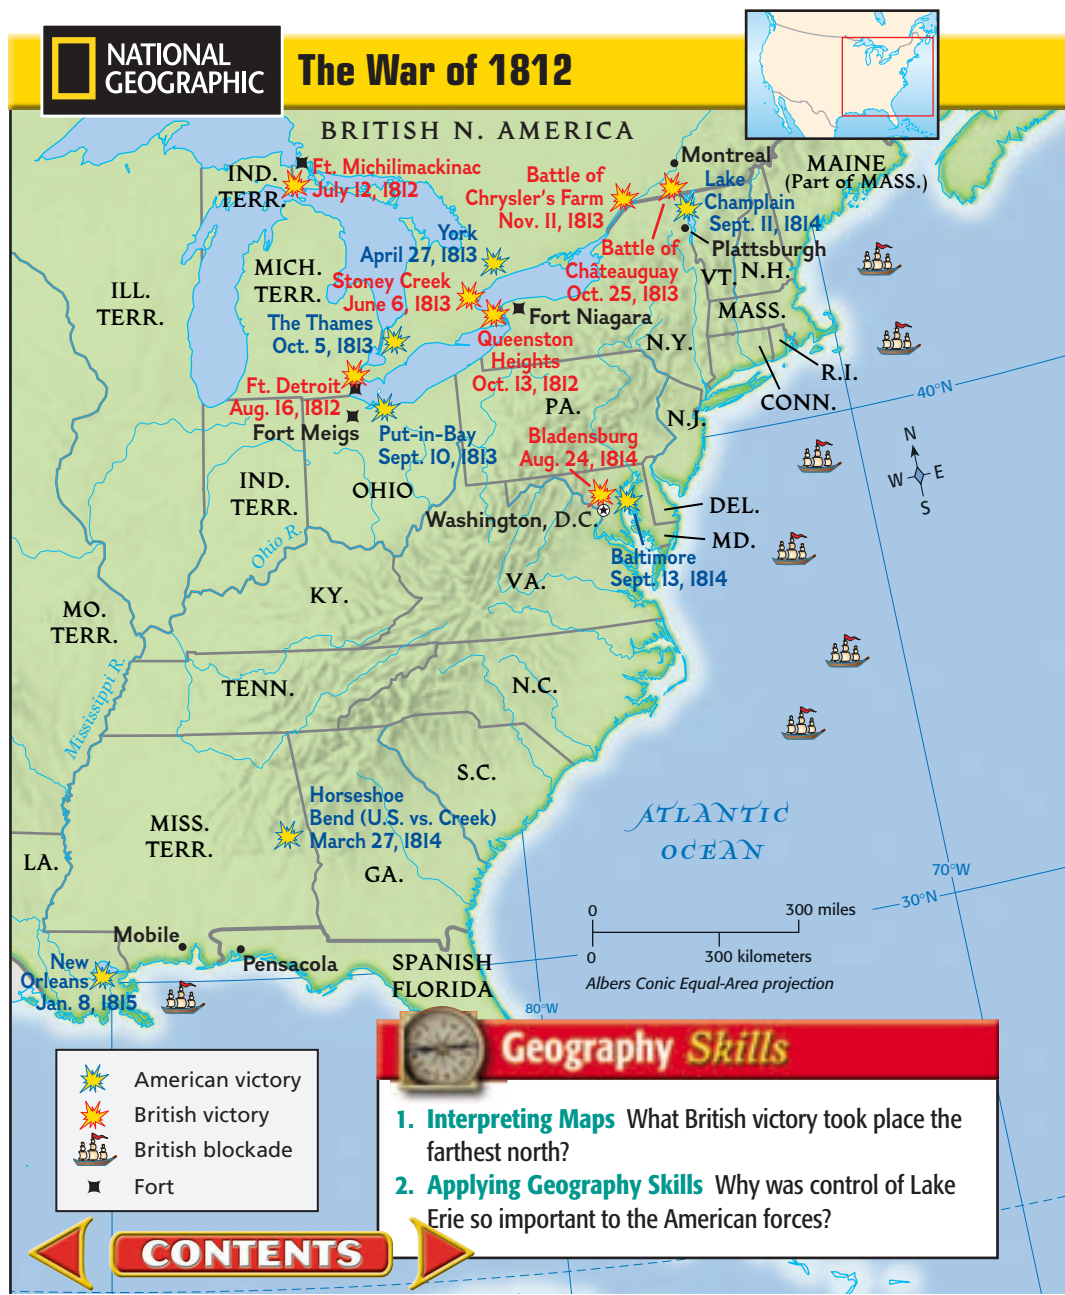 NATIONAL
GEOGRAPHIC
The War of 1812
BRITISH N. AMERICA
Ft. Michilimackinac
July 12, 1812
IND.
TERR.
Battle of
Chrysler's Farm
Nov. 11, 1813
Montreal
Lake
Champlain
Sept. 11, 1814
MAINE
(Part of MASS.)
Plattsburgh
York
April 27, 1813
Battle of
Châteauguay
Oct. 25, 1813
VT.
N.H.
MICH.
TERR.
ILL.
TERR.
Stoney Creek
June 6, 1813
The Thames
Oct. 5, 1813
Fort Niagara
MASS.
Queenston
Heights
Oct. 13, 1812
N.Y.
R.I.
CONN.
40°N
Ft. Detroit
Aug. 16, 1812
Fort Meigs
Put-in-Bay
Sept. 10, 1813
PA.
N.J.
Bladensburg
Aug. 24, 1814
N
W
E
S
IND.
TERR.
OHIO
Washington, D.C.
DEL.
MD.
Ohio R.
Baltimore
Sept. 13, 1814
VA.
KY.
MO.
TERR.
Mississippi R.
TENN.
N.C.
S.C.
Horseshoe
Bend (U.S. vs. Creek)
March 27, 1814
MISS.
TERR.
LA.
GA.
ATLANTIC
OCEAN
70°W
30°N
0
300 miles
0
300 kilometers
Albers Conic Equal-Area projection
Mobile
Pensacola
New
Orleans
Jan. 8, 1815
SPANISH
FLORIDA
80°W
American victory
British victory
British blockade
Fort
Geography Skills
1. Interpreting Maps What British victory took place the
farthest north?
2. Applying Geography Skills Why was control of Lake
Erie so important to the American forces?
CONTENTS